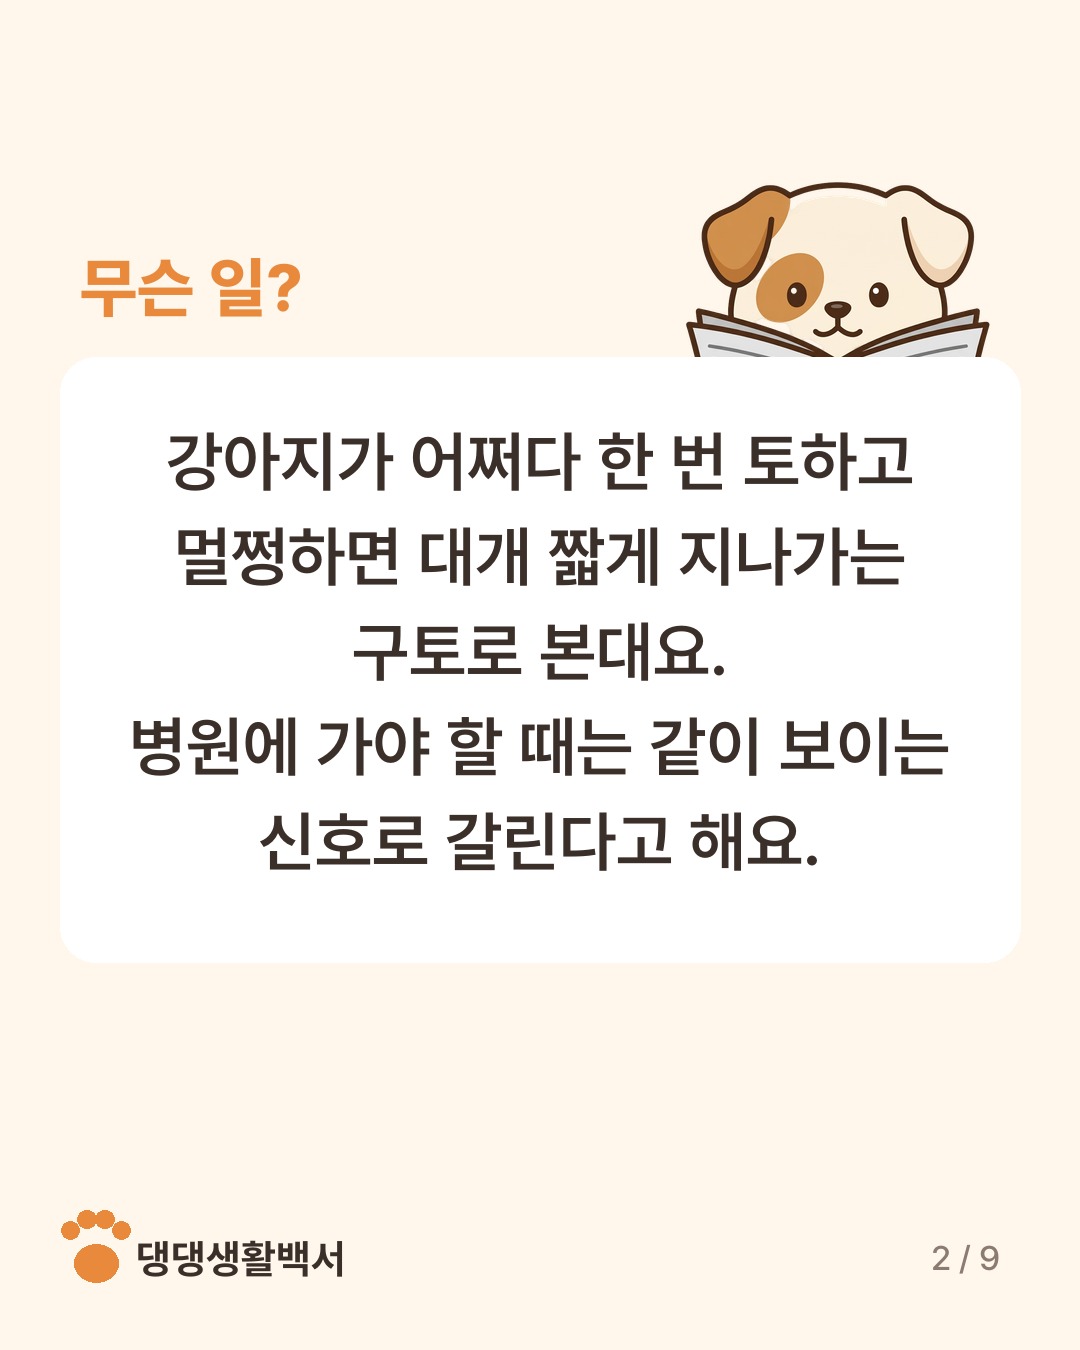 무슨 일?
강아지가 어쩌다 한 번 토하고
멀쩡하면 대개 짧게 지나가는
구토로 본대요.
병원에 가야 할 때는 같이 보이는
신호로 갈린다고 해요.
댕댕생활백서
2 / 9